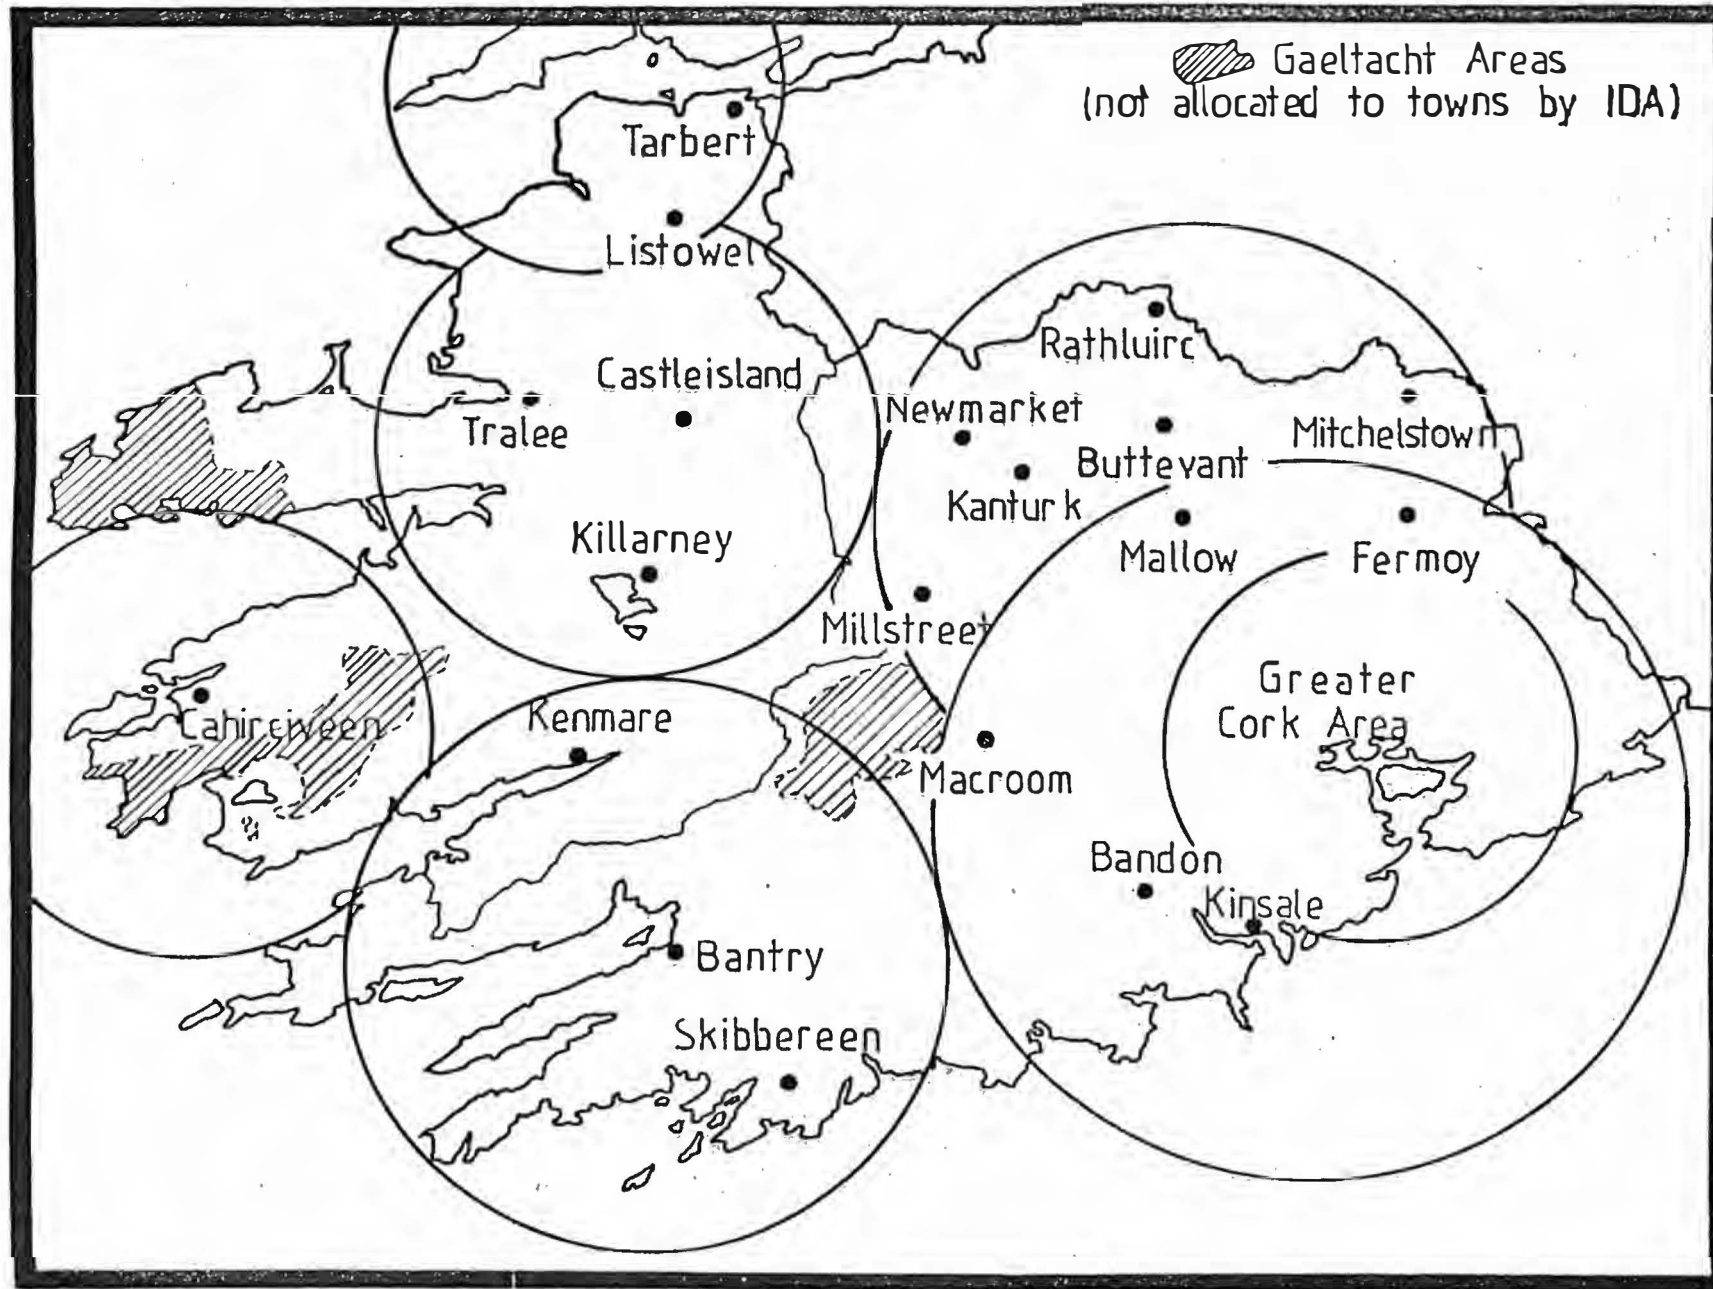 Gaeltacht Areas
(not allocated to towns by IDA)
Tarbert
Listowel
Rathluirc
Castleisland
Newmarket
Tralee
Mitchelstown
Buttevant
Kanturk
Killarney
Mallow
Fermoy
Millstreet
Greater
Cork Area
Cahirciveen
Kenmare
Macroom
Bandon
Kinsale
Bantry
Skibbereen